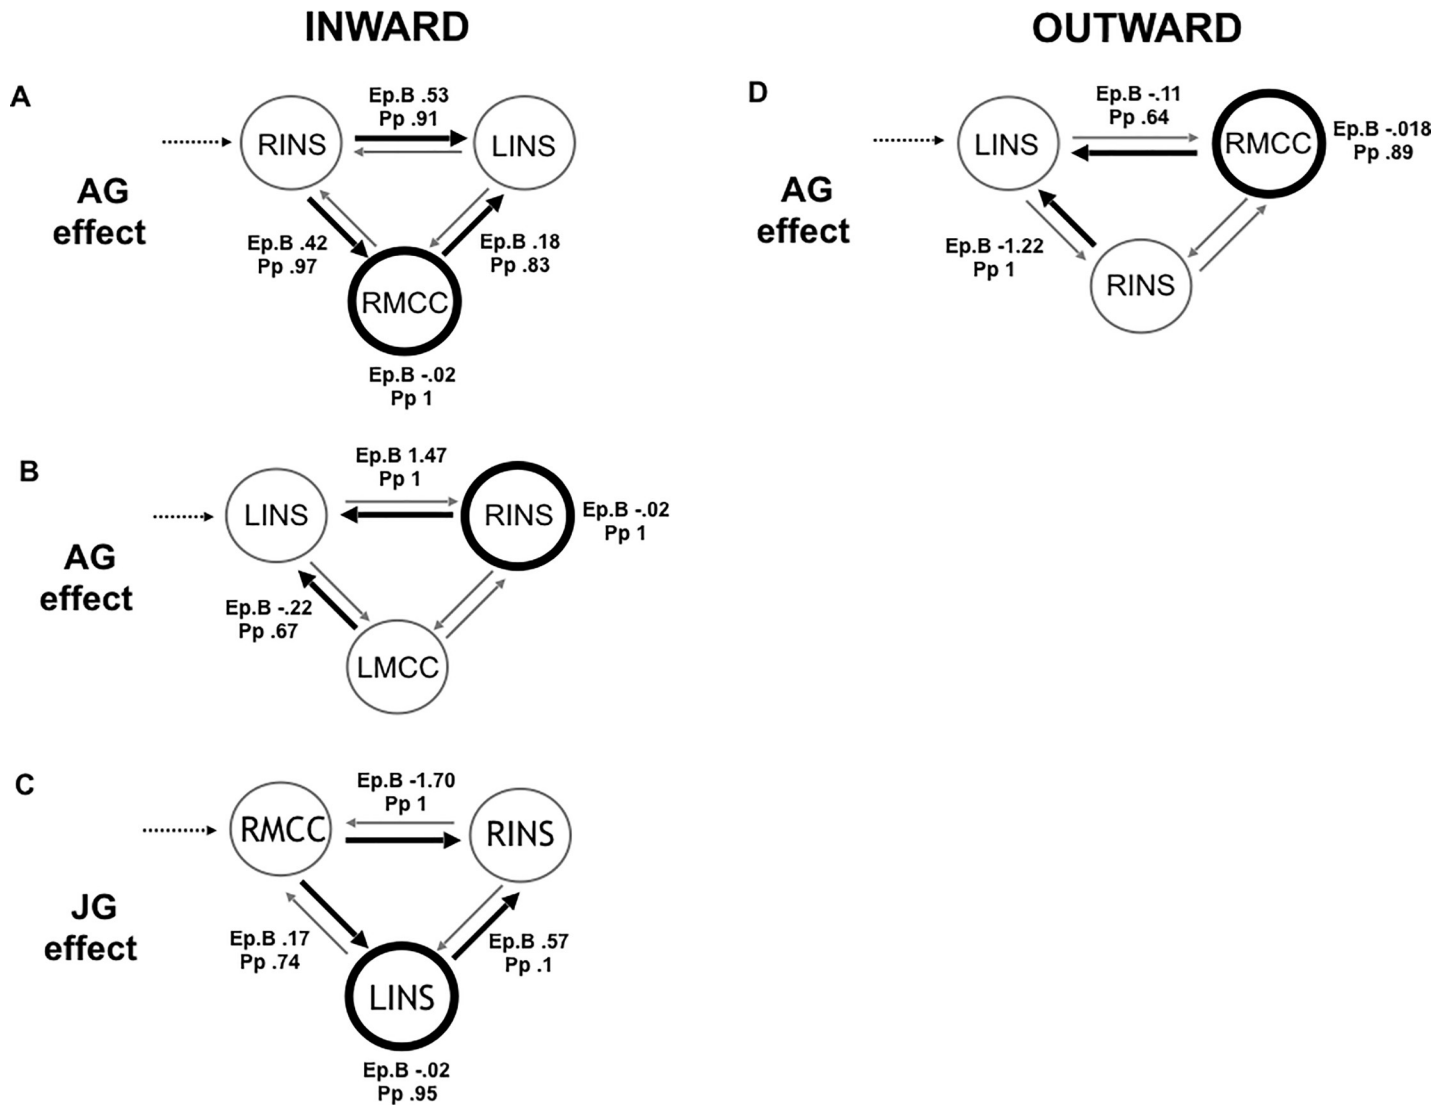 INWARD
A
RINS
Ep.B .53
Pp .91
LINS
AG
effect
Ep.B .42
Pp .97
Ep.B .18
Pp .83
RMCC
Ep.B -.02
Pp 1
B
LINS
Ep.B 1.47
Pp 1
RINS
Ep.B -.02
Pp 1
AG
effect
Ep.B -.22
Pp .67
LMCC
C
RMCC
Ep.B -1.70
Pp 1
RINS
JG
effect
Ep.B .17
Pp .74
Ep.B .57
Pp .1
LINS
Ep.B -.02
Pp .95
OUTWARD
D
LINS
Ep.B -.11
Pp .64
RMCC
Ep.B -.018
Pp .89
AG
effect
Ep.B -1.22
Pp 1
RINS